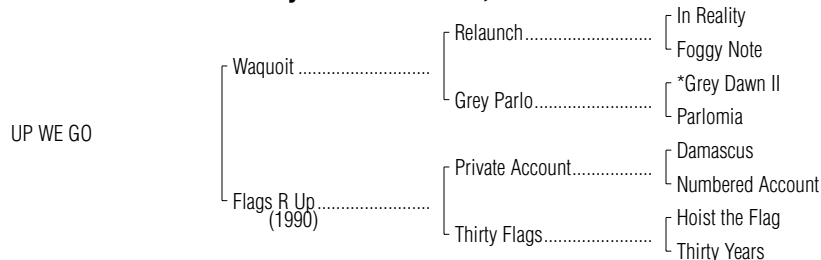 In Reality
Relaunch
Foggy Note
Waquoit
*Grey Dawn II
Grey Parlo
Parlomia
UP WE GO
Damascus
Private Account
Numbered Account
Flags R Up
(1990)
Hoist the Flag
Thirty Flags
Thirty Years